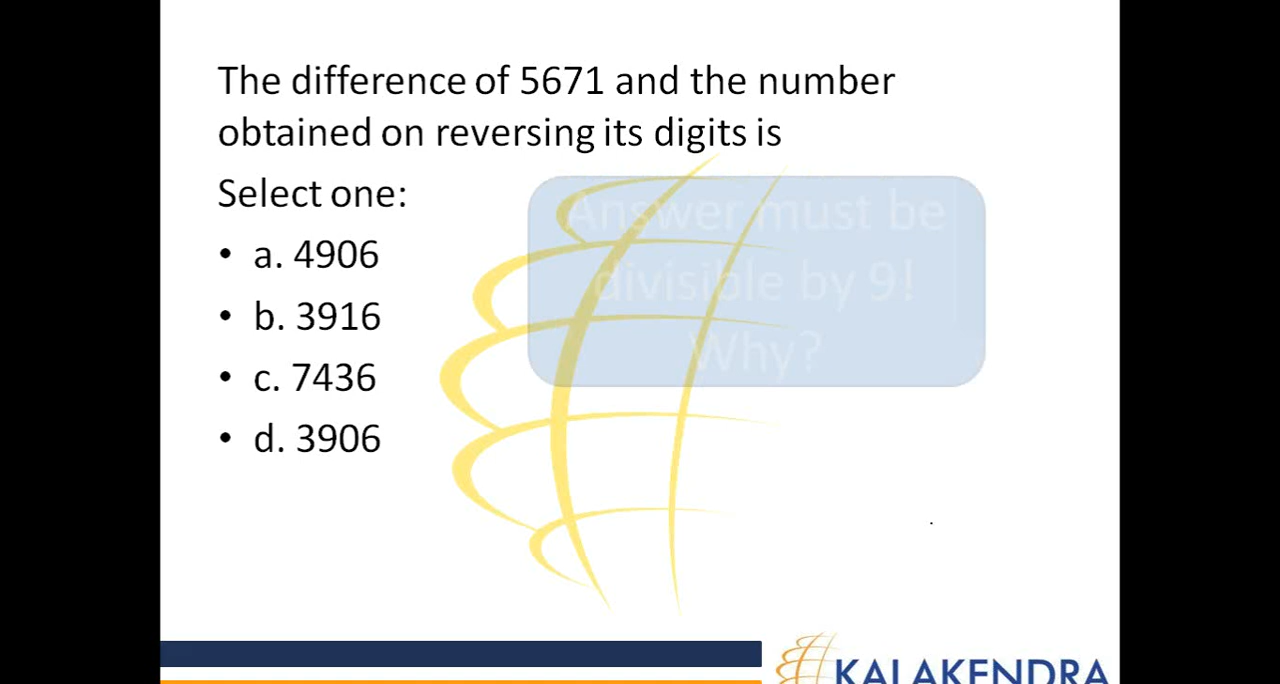 The difference of 5671 and the number
obtained on reversing its digits is
Select one:
• a. 4906
• b. 3916
• c. 7436
• d. 3906
Answer must be
divisible by 9!
Why?
KALAKENDRA